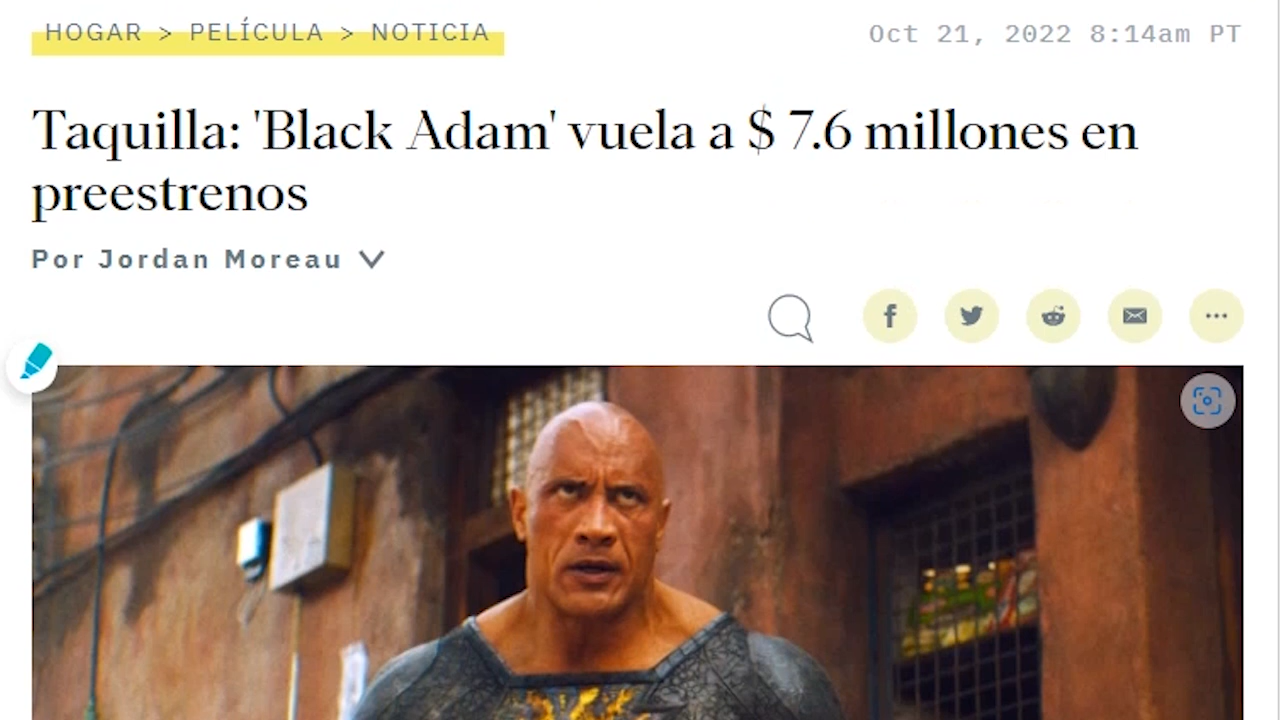 HOGAR > PELÍCULA > NOTICIA
Oct 21, 2022 8:14am PT
Taquilla: 'Black Adam' vuela a $ 7.6 millones en
preestrenos
Por Jordan Moreau